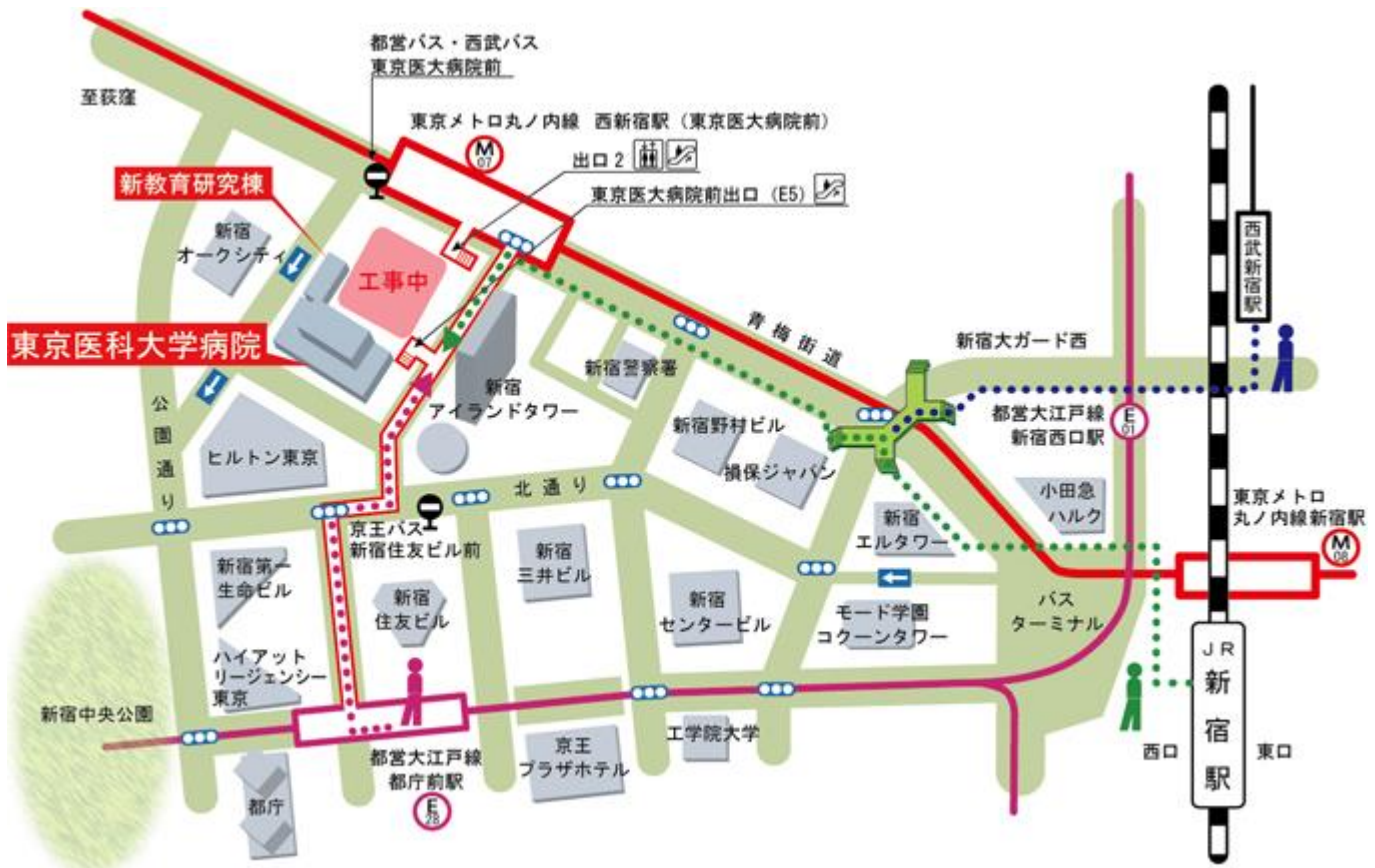 都営バス・西武バス
東京医大病院前
至荻窪
東京メトロ丸ノ内線 西新宿駅（東京医大病院前）
M
07
出口2
東京医大病院前出口（E5）
新教育研究棟
新宿
オークシティ
工事中
東京医科大学病院
新宿
アイランドタワー
新宿警察署
青梅街道
新宿大ガード西
西武新宿駅
都営大江戸線
新宿西口駅
E
01
公園通り
ヒルトン東京
新宿野村ビル
損保ジャパン
北通り
京王バス
新宿住友ビル前
小田急
ハルク
東京メトロ
丸ノ内線新宿駅
M
08
新宿
エルタワー
新宿第一
生命ビル
新宿
住友ビル
新宿
三井ビル
新宿
センタービル
モード学園
コクーンタワー
バス
ターミナル
ハイアット
リージェンシー
東京
新宿中央公園
JR
新宿駅
西口
東口
都営大江戸線
都庁前駅
E
28
都庁
京王
プラザホテル
工学院大学